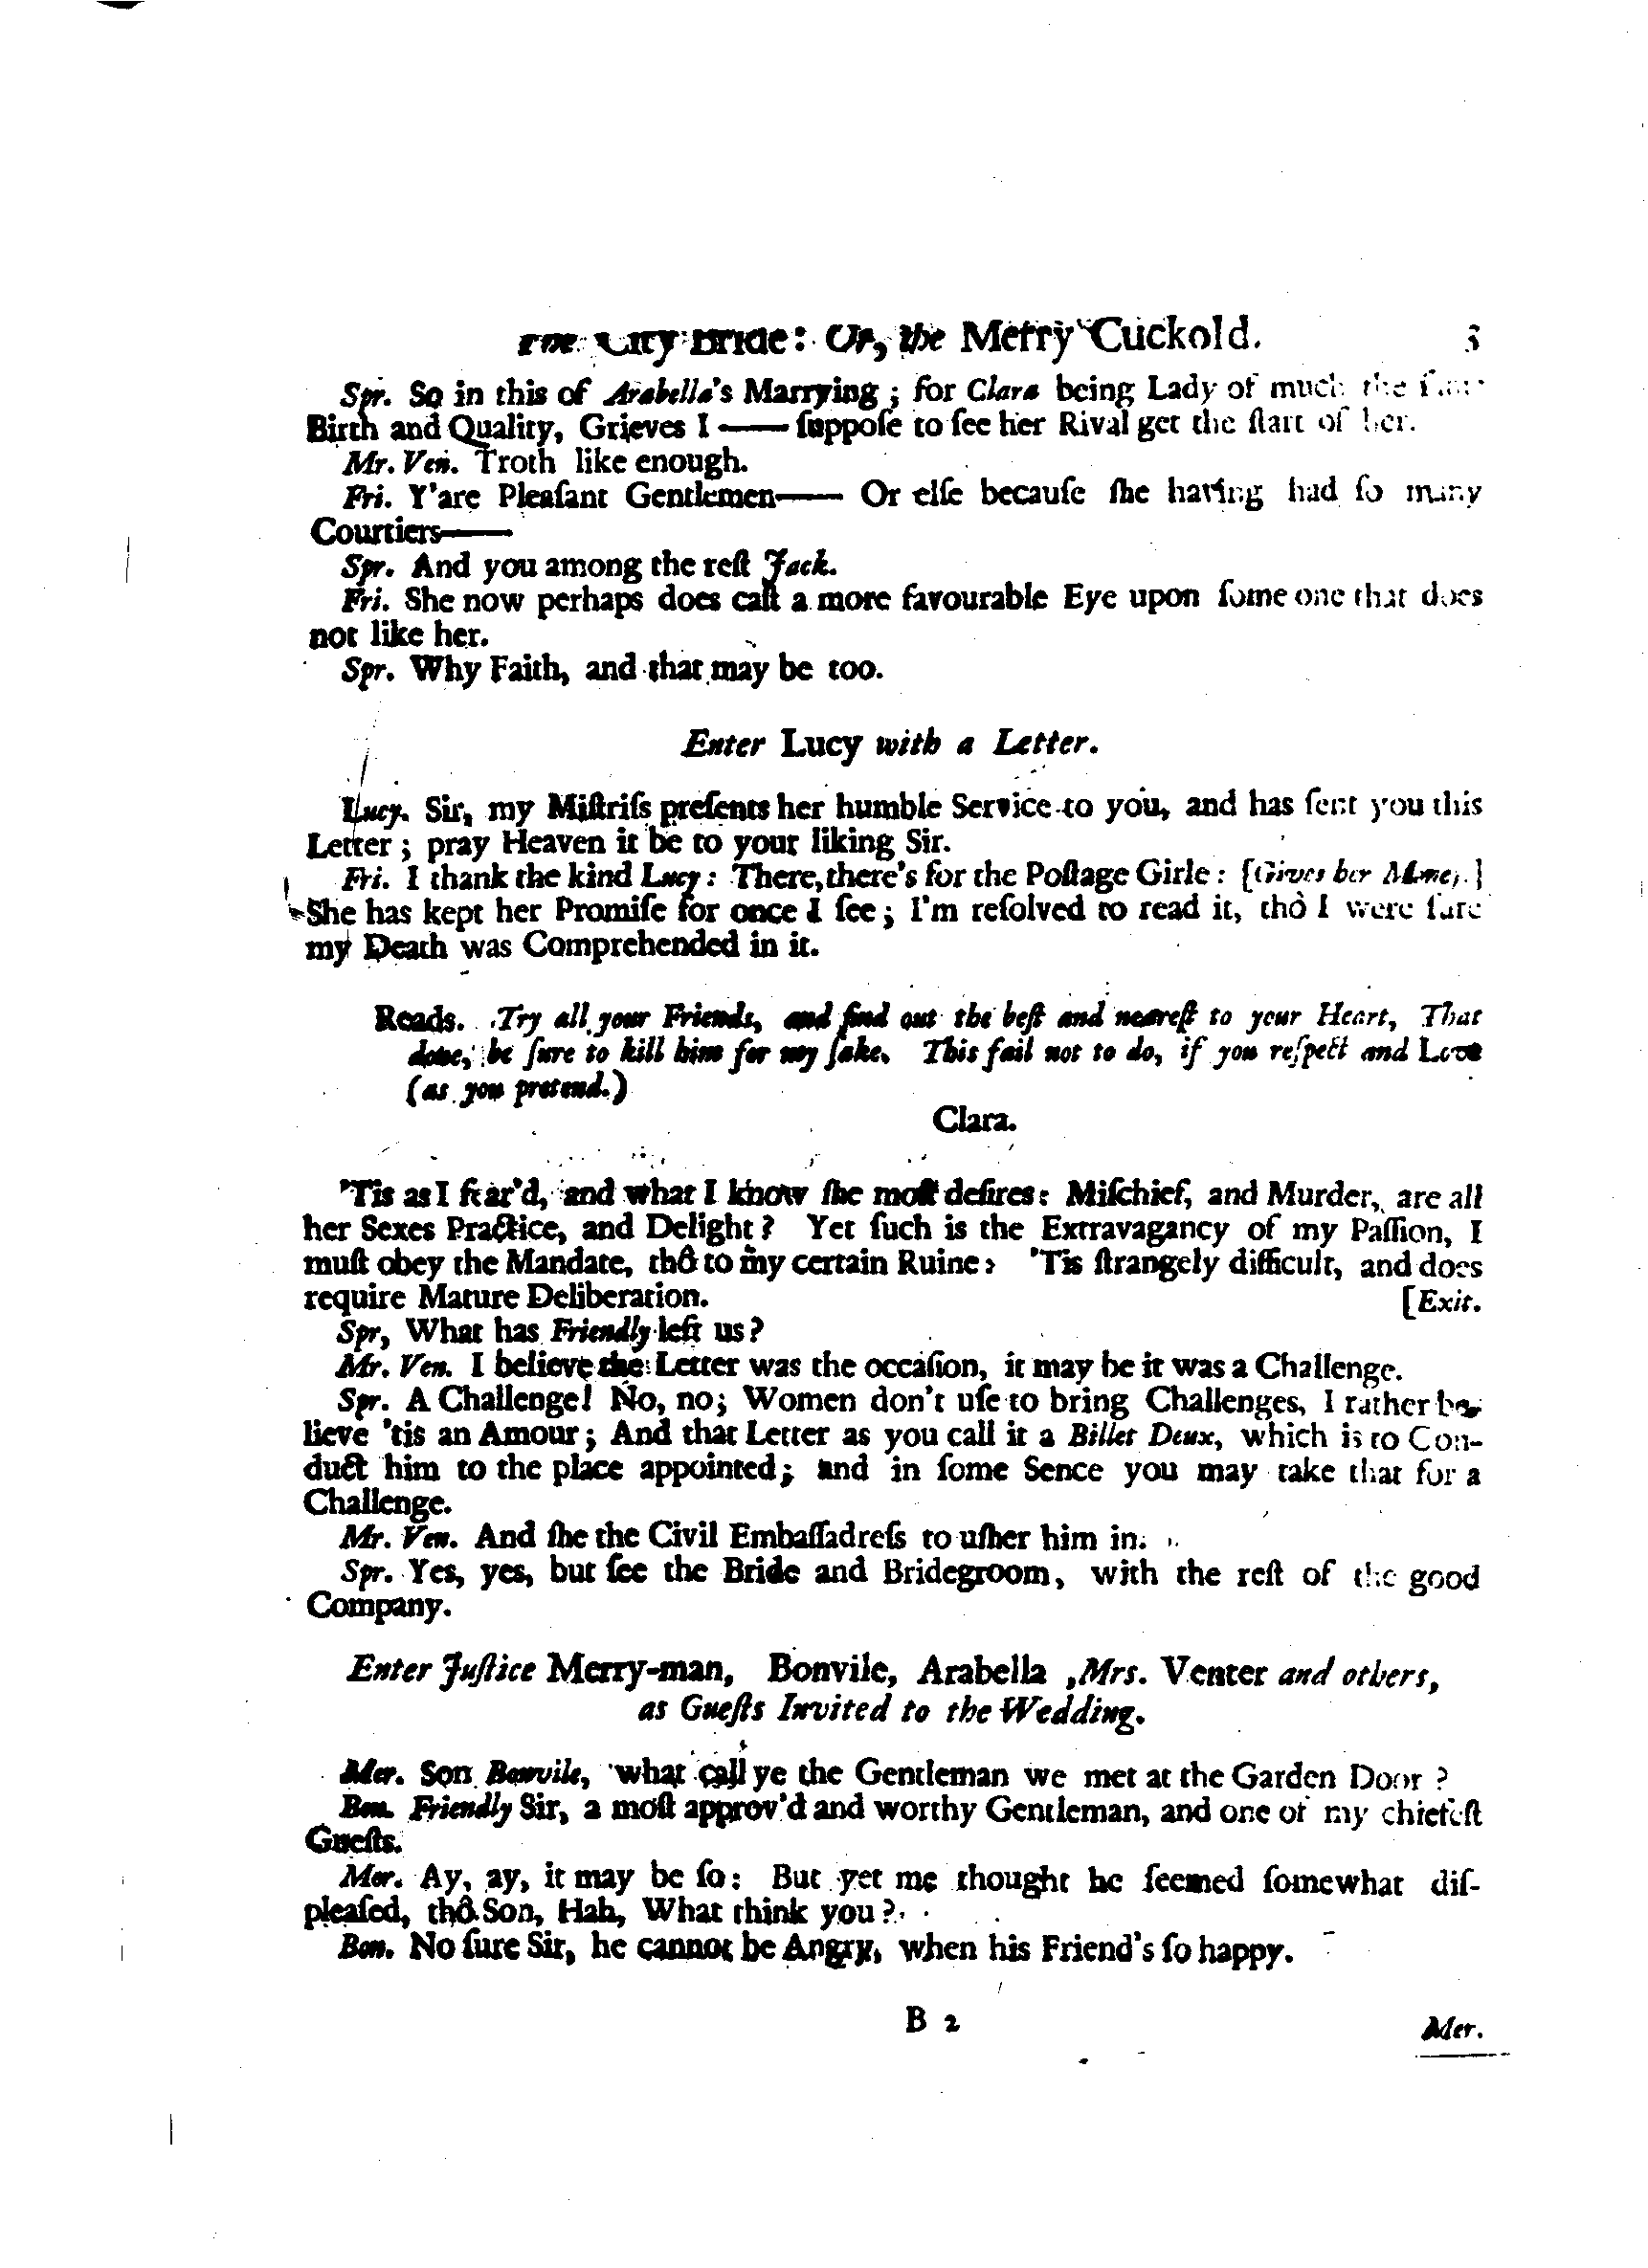 The City Bride: Or, the Merry Cuckold. 3
Spr. So in this of Arabella's Marrying ; for Clara being Lady of much the
Birth and Quality, Grieves I —— ſuppoſe to ſee her Rival get the ſtart of her.
Mr. Ven. Troth like enough.
Fri. Y'are Pleaſant Gentlemen—— Or elſe becauſe ſhe having had ſo many
Courtiers——
Spr. And you among the reſt Jack.
Fri. She now perhaps does caſt a more favourable Eye upon ſome one that does
not like her.
Spr. Why Faith, and that may be too.
Enter Lucy with a Letter.
Lucy. Sir, my Miſtriſs preſents her humble Service to you, and has ſent you this
Letter ; pray Heaven it be to your liking Sir.
Fri. I thank the kind Lucy : There, there's for the Poſtage Girle : [Gives her Money.]
She has kept her Promiſe for once I ſee ; I'm reſolved to read it, thô I were ſure
my Death was Comprehended in it.
Reads. Try all your Friends, and find out the beſt and neareſt to your Heart, That
done, be ſure to kill him for my ſake. This fail not to do, if you reſpect and Love
(as you pretend.)
Clara.
'Tis as I fear'd, and what I know ſhe moſt deſires: Miſchief, and Murder, are all
her Sexes Practice, and Delight ? Yet ſuch is the Extravagancy of my Paſſion, I
muſt obey the Mandate, thô to my certain Ruine ; 'Tis ſtrangely difficult, and does
require Mature Deliberation. [Exit.
Spr, What has Friendly left us ?
Mr. Ven. I believe the Letter was the occaſion, it may be it was a Challenge.
Spr. A Challenge! No, no; Women don't uſe to bring Challenges, I rather be-
lieve 'tis an Amour ; And that Letter as you call it a Billet Deux, which is to Con-
duct him to the place appointed ; and in ſome Sence you may take that for a
Challenge.
Mr. Ven. And ſhe the Civil Embaſſadreſs to uſher him in.
Spr. Yes, yes, but ſee the Bride and Bridegroom, with the reſt of the good
Company.
Enter Juſtice Merry-man, Bonvile, Arabella , Mrs. Venter and others,
as Gueſts Invited to the Wedding.
Mer. Son Bonvile, what call ye the Gentleman we met at the Garden Door ?
Bon. Friendly Sir, a moſt approv'd and worthy Gentleman, and one of my chiefeſt
Gueſts.
Mer. Ay, ay, it may be ſo : But yet me thought he ſeemed ſomewhat diſ-
pleaſed, thô Son, Hah, What think you ?
Bon. No ſure Sir, he cannot be Angry, when his Friend's ſo happy.
B 2 Mer.